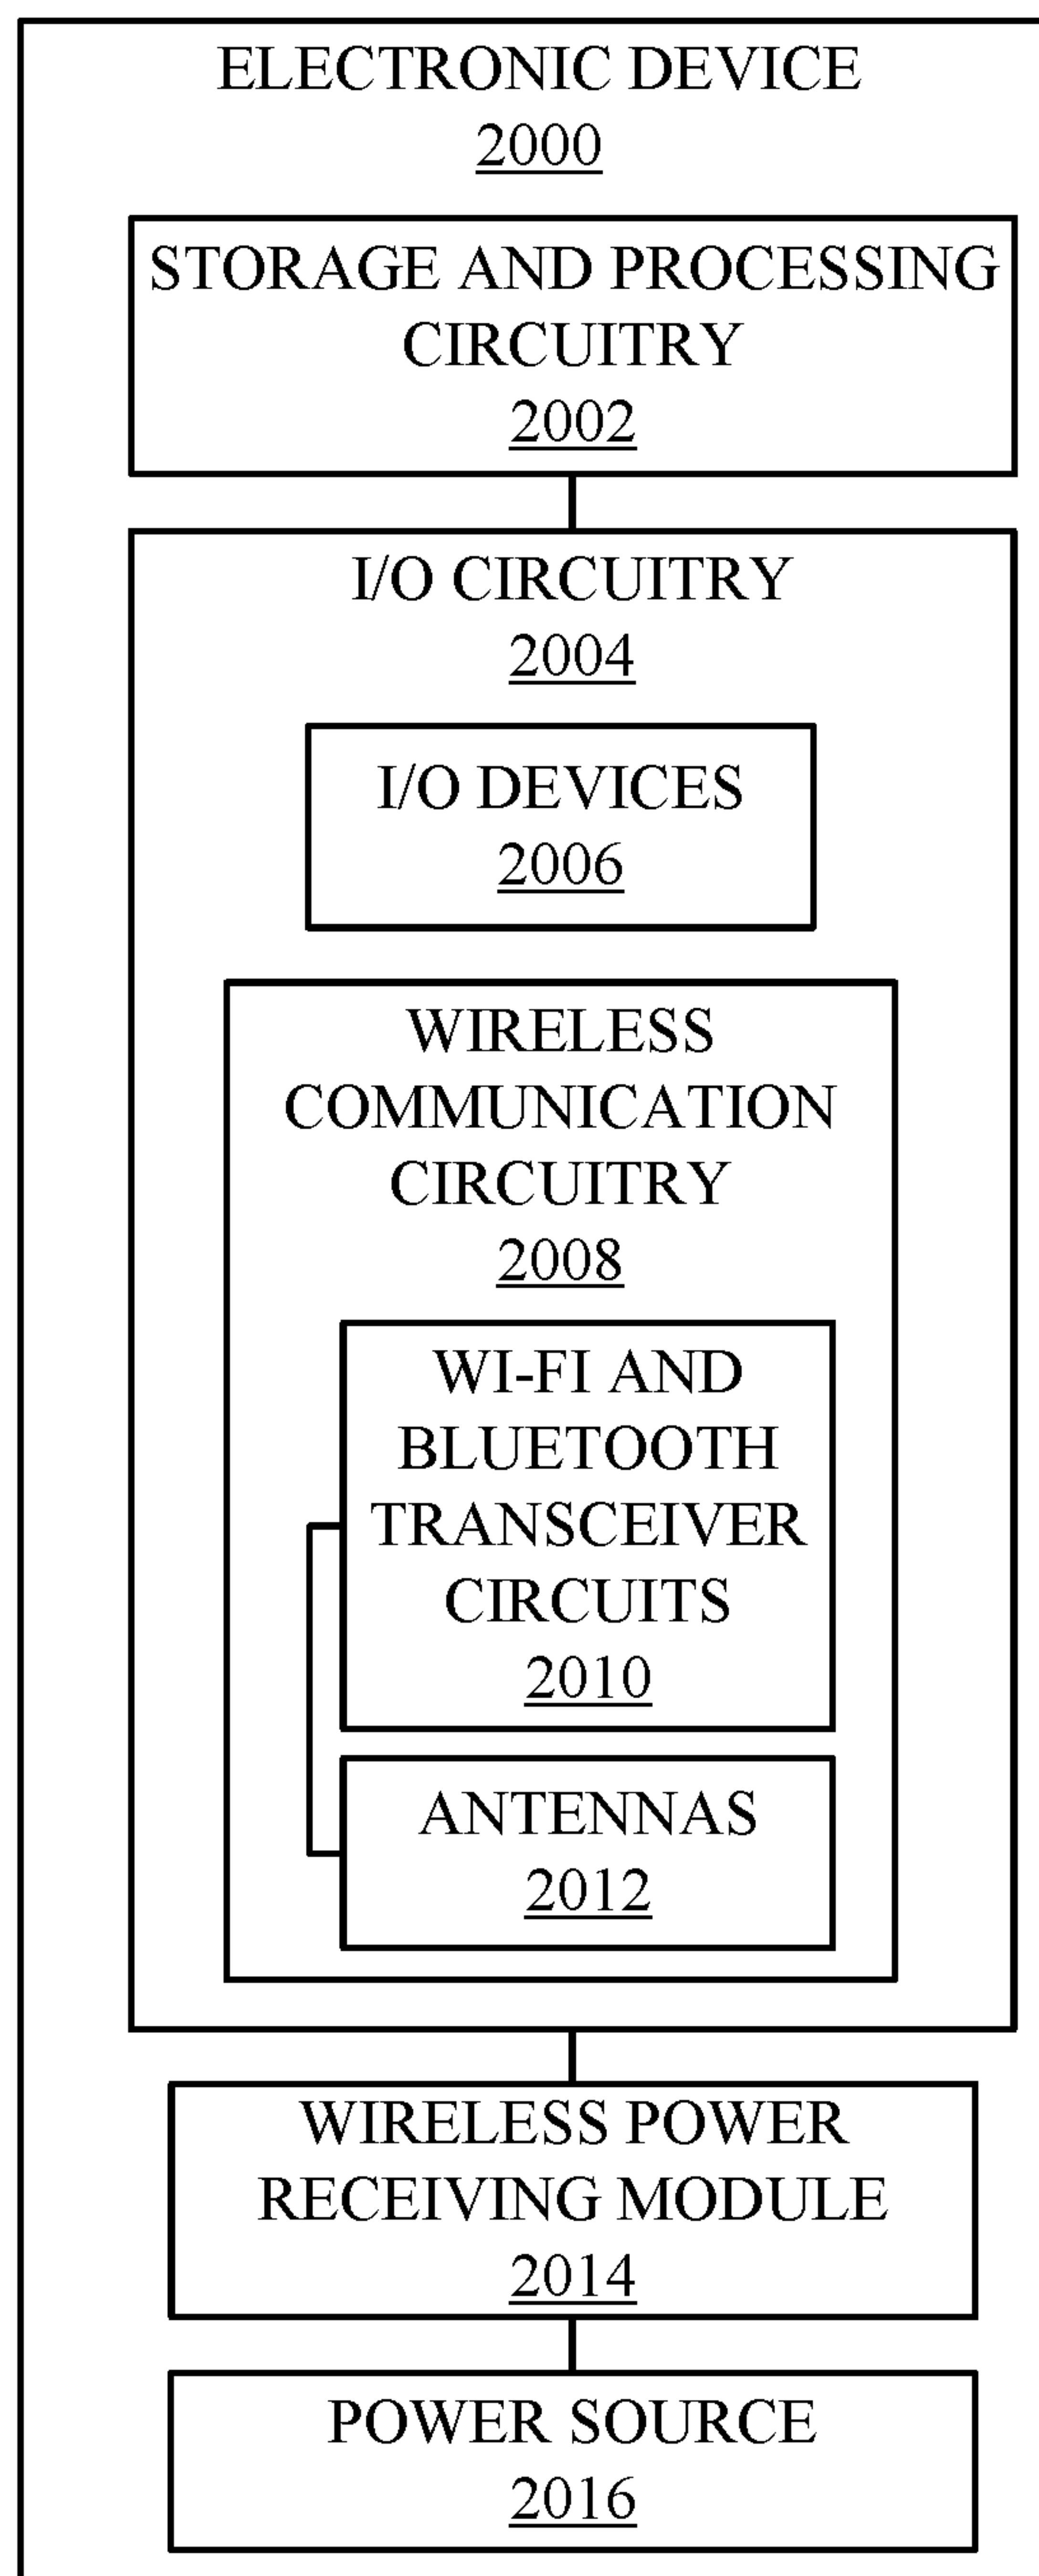 ELECTRONIC DEVICE
2000
STORAGE AND PROCESSING
CIRCUITRY
2002
I/O CIRCUITRY
2004
I/O DEVICES
2006
WIRELESS
COMMUNICATION
CIRCUITRY
2008
WI-FI AND
BLUETOOTH
TRANSCEIVER
CIRCUITS
2010
ANTENNAS
2012
WIRELESS POWER
RECEIVING MODULE
2014
POWER SOURCE
2016